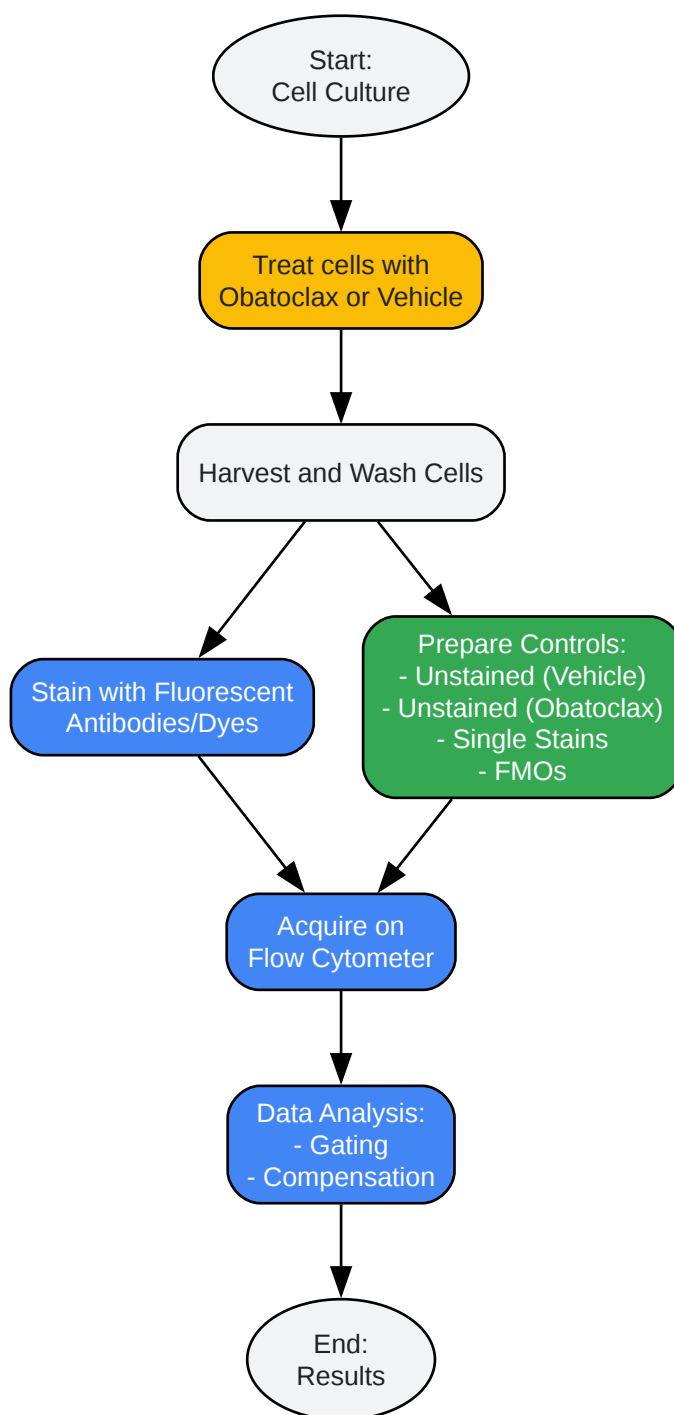 Start:
Cell Culture
Treat cells with
Obatoclax or Vehicle
Harvest and Wash Cells
Stain with Fluorescent
Antibodies/Dyes
Prepare Controls:
- Unstained (Vehicle)
- Unstained (Obatoclax)
- Single Stains
- FMOs
Acquire on
Flow Cytometer
Data Analysis:
- Gating
- Compensation
End:
Results